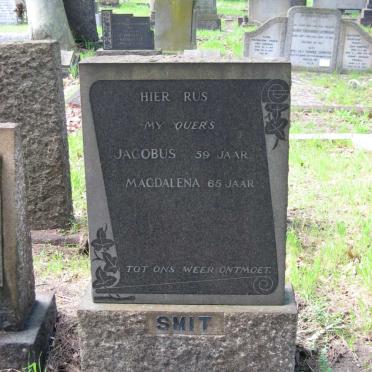 HIER RUS
MY OUERS
JACOBUS 59 JAAR
MAGDALENA 65 JAAR
TOT ONS WEER ONTMOET.
SMIT